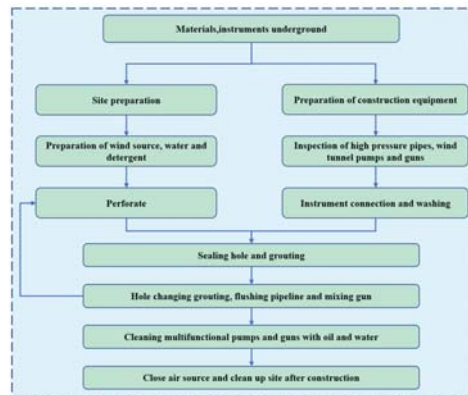 Materials,instruments underground
Site preparation
Preparation of construction equipment
Preparation of wind source, water and
detergent
Inspection of high pressure pipes, wind
tunnel pumps and guns
Perforate
Instrument connection and washing
Sealing hole and grouting
Hole changing grouting, flushing pipeline and mixing gun
Cleaning multifunctional pumps and guns with oil and water
Close air source and clean up site after construction